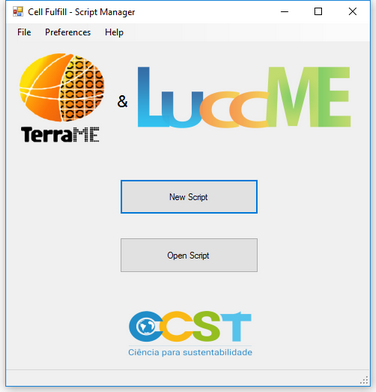 Cell Fulfill - Script Manager
File Preferences Help
TerraME & LuccME
New Script
Open Script
CCST
Ciência para sustentabilidade